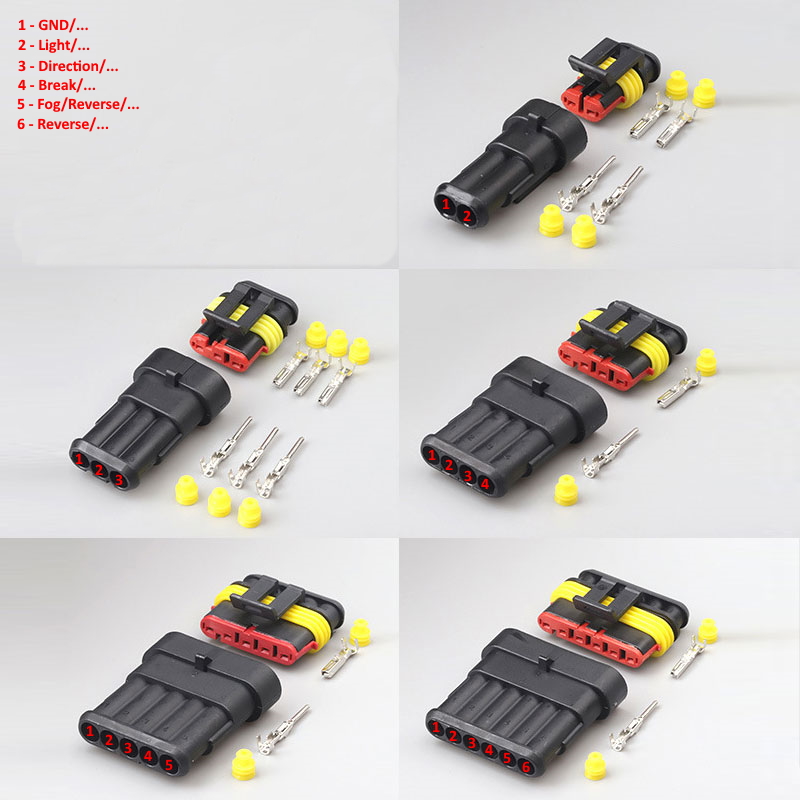 1 - GND/...
2 - Light/...
3 - Direction/...
4 - Break/...
5 - Fog/Reverse/...
6 - Reverse/...
1 2
1 2 3
1 2 3 4
1 2 3 4 5
1 2 3 4 5 6